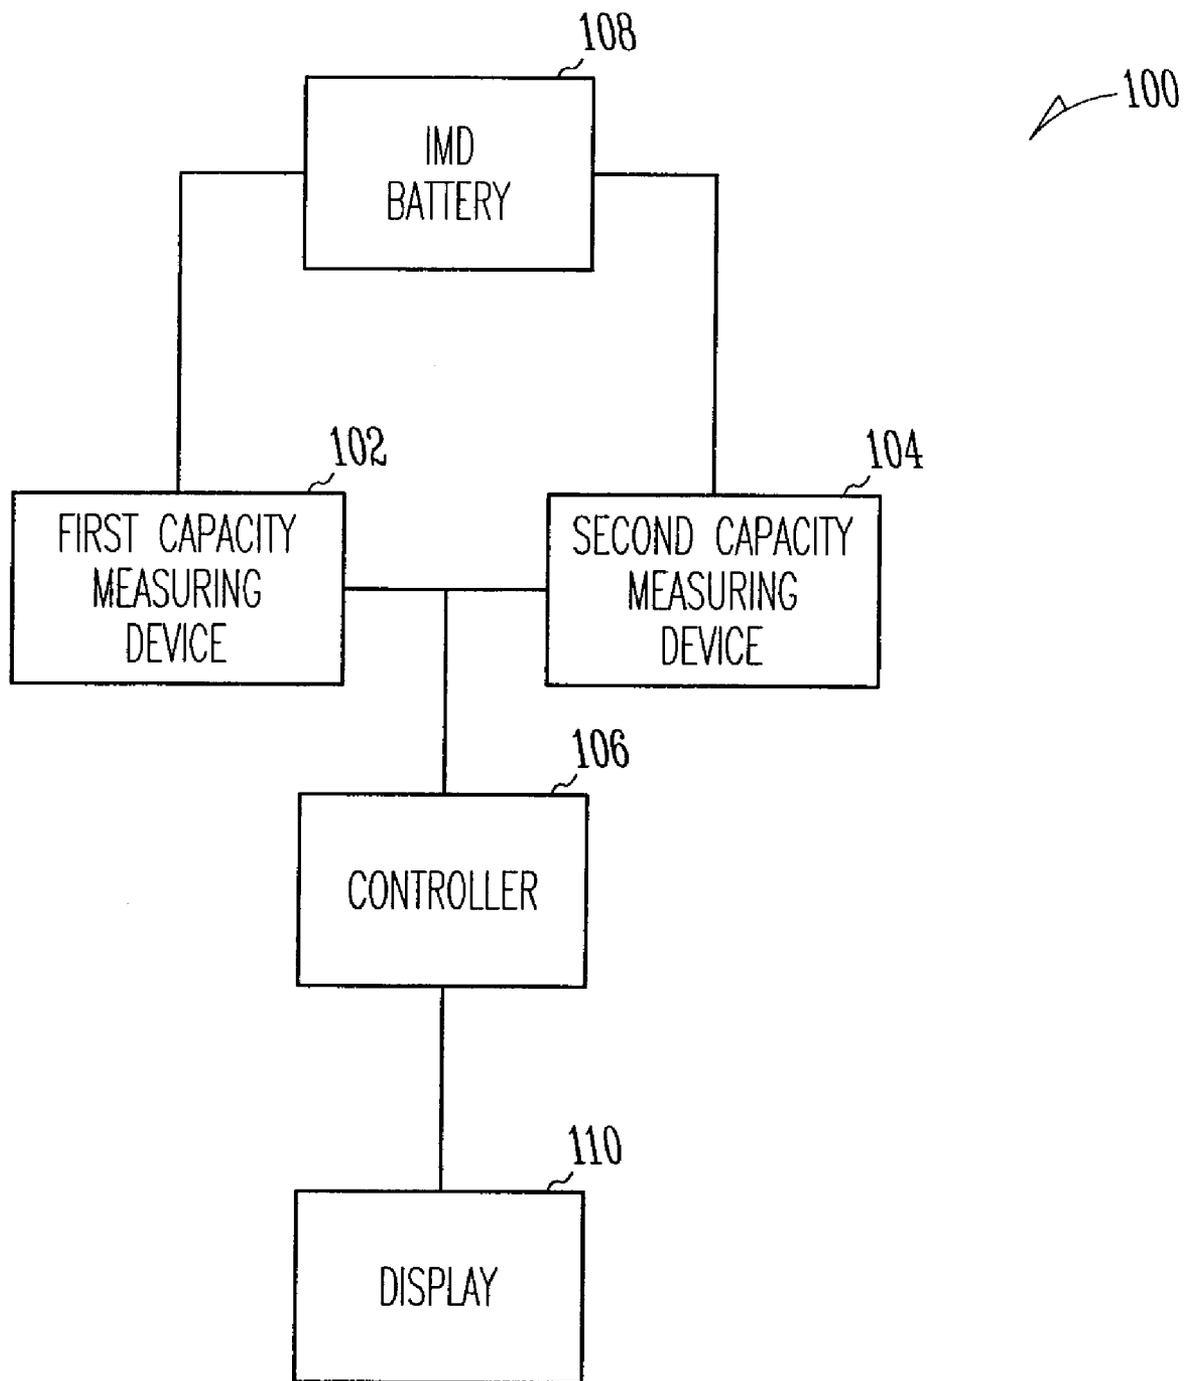 108
100
IMD
BATTERY
102
104
FIRST CAPACITY
MEASURING
DEVICE
SECOND CAPACITY
MEASURING
DEVICE
106
CONTROLLER
110
DISPLAY